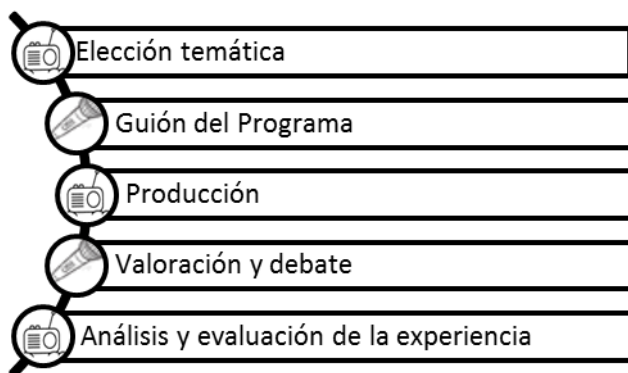 Elección temática
Guión del Programa
Producción
Valoración y debate
Análisis y evaluación de la experiencia